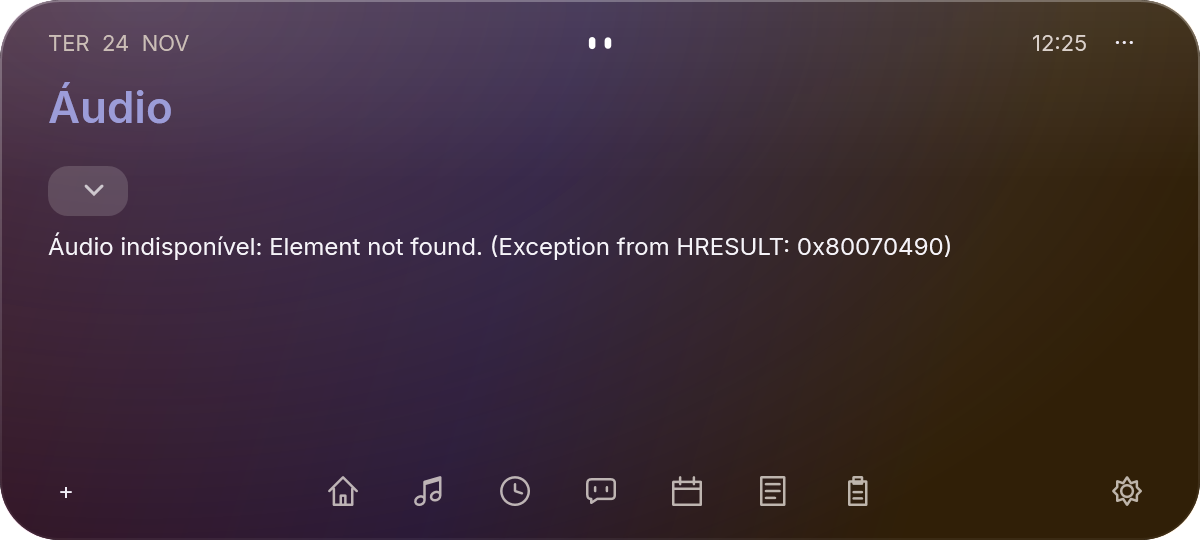 TER 24 NOV
12:25
Áudio
Áudio indisponível: Element not found. (Exception from HRESULT: 0x80070490)